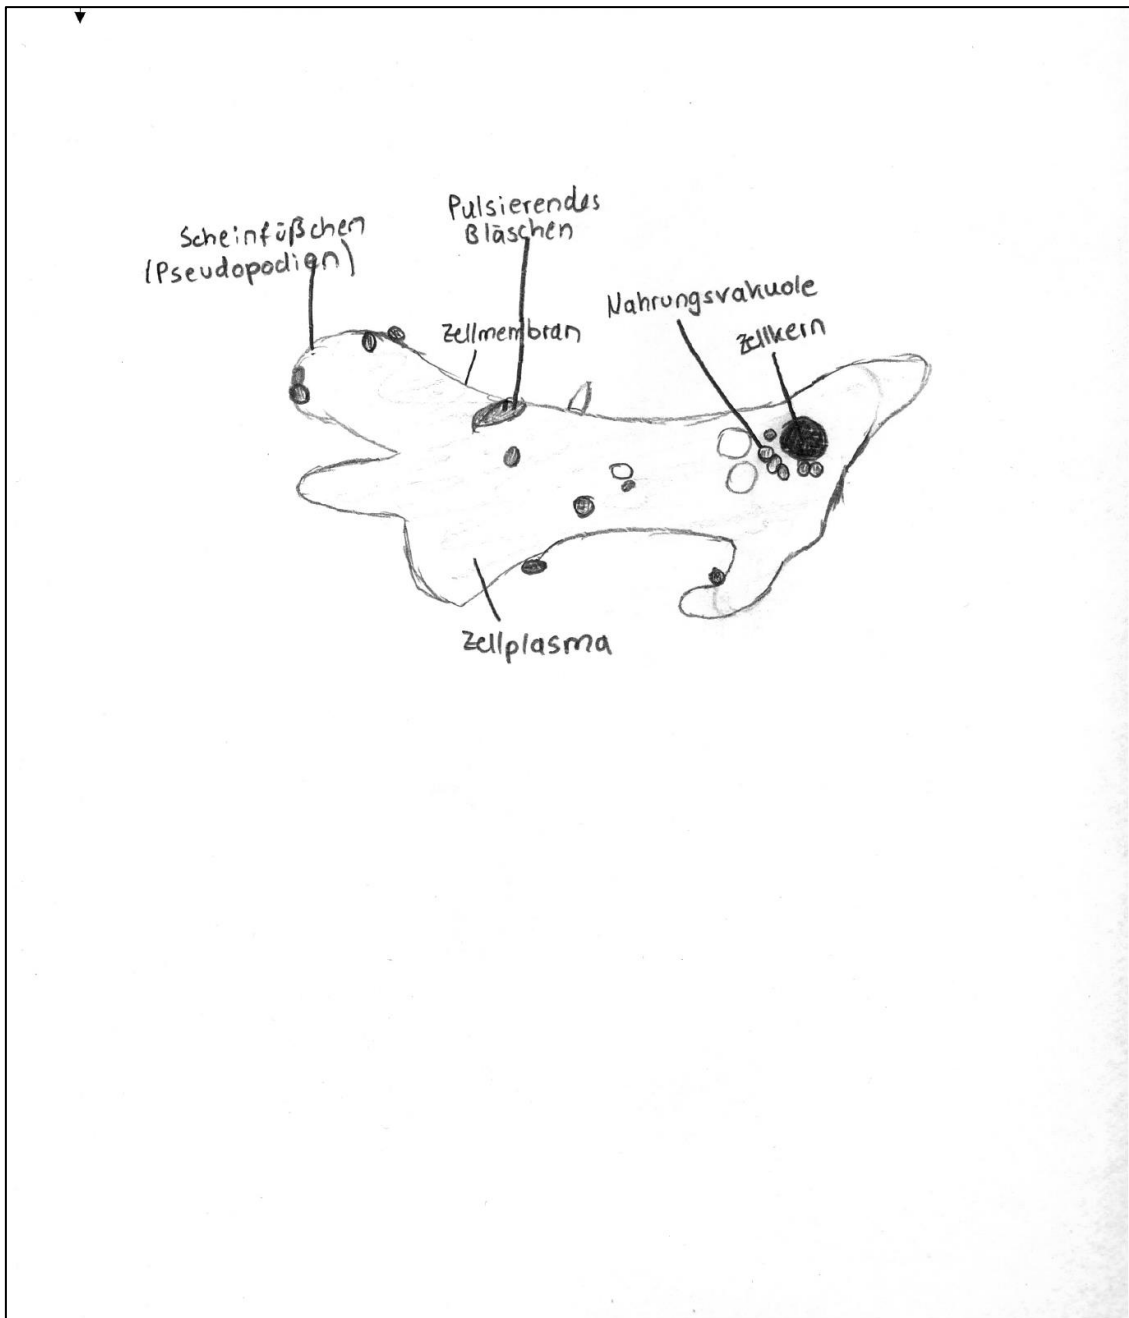 Scheinfüßchen
(Pseudopodien)
Pulsierendes
Bläschen
Zellmembran
Nahrungsvakuole
Zellkern
Zellplasma